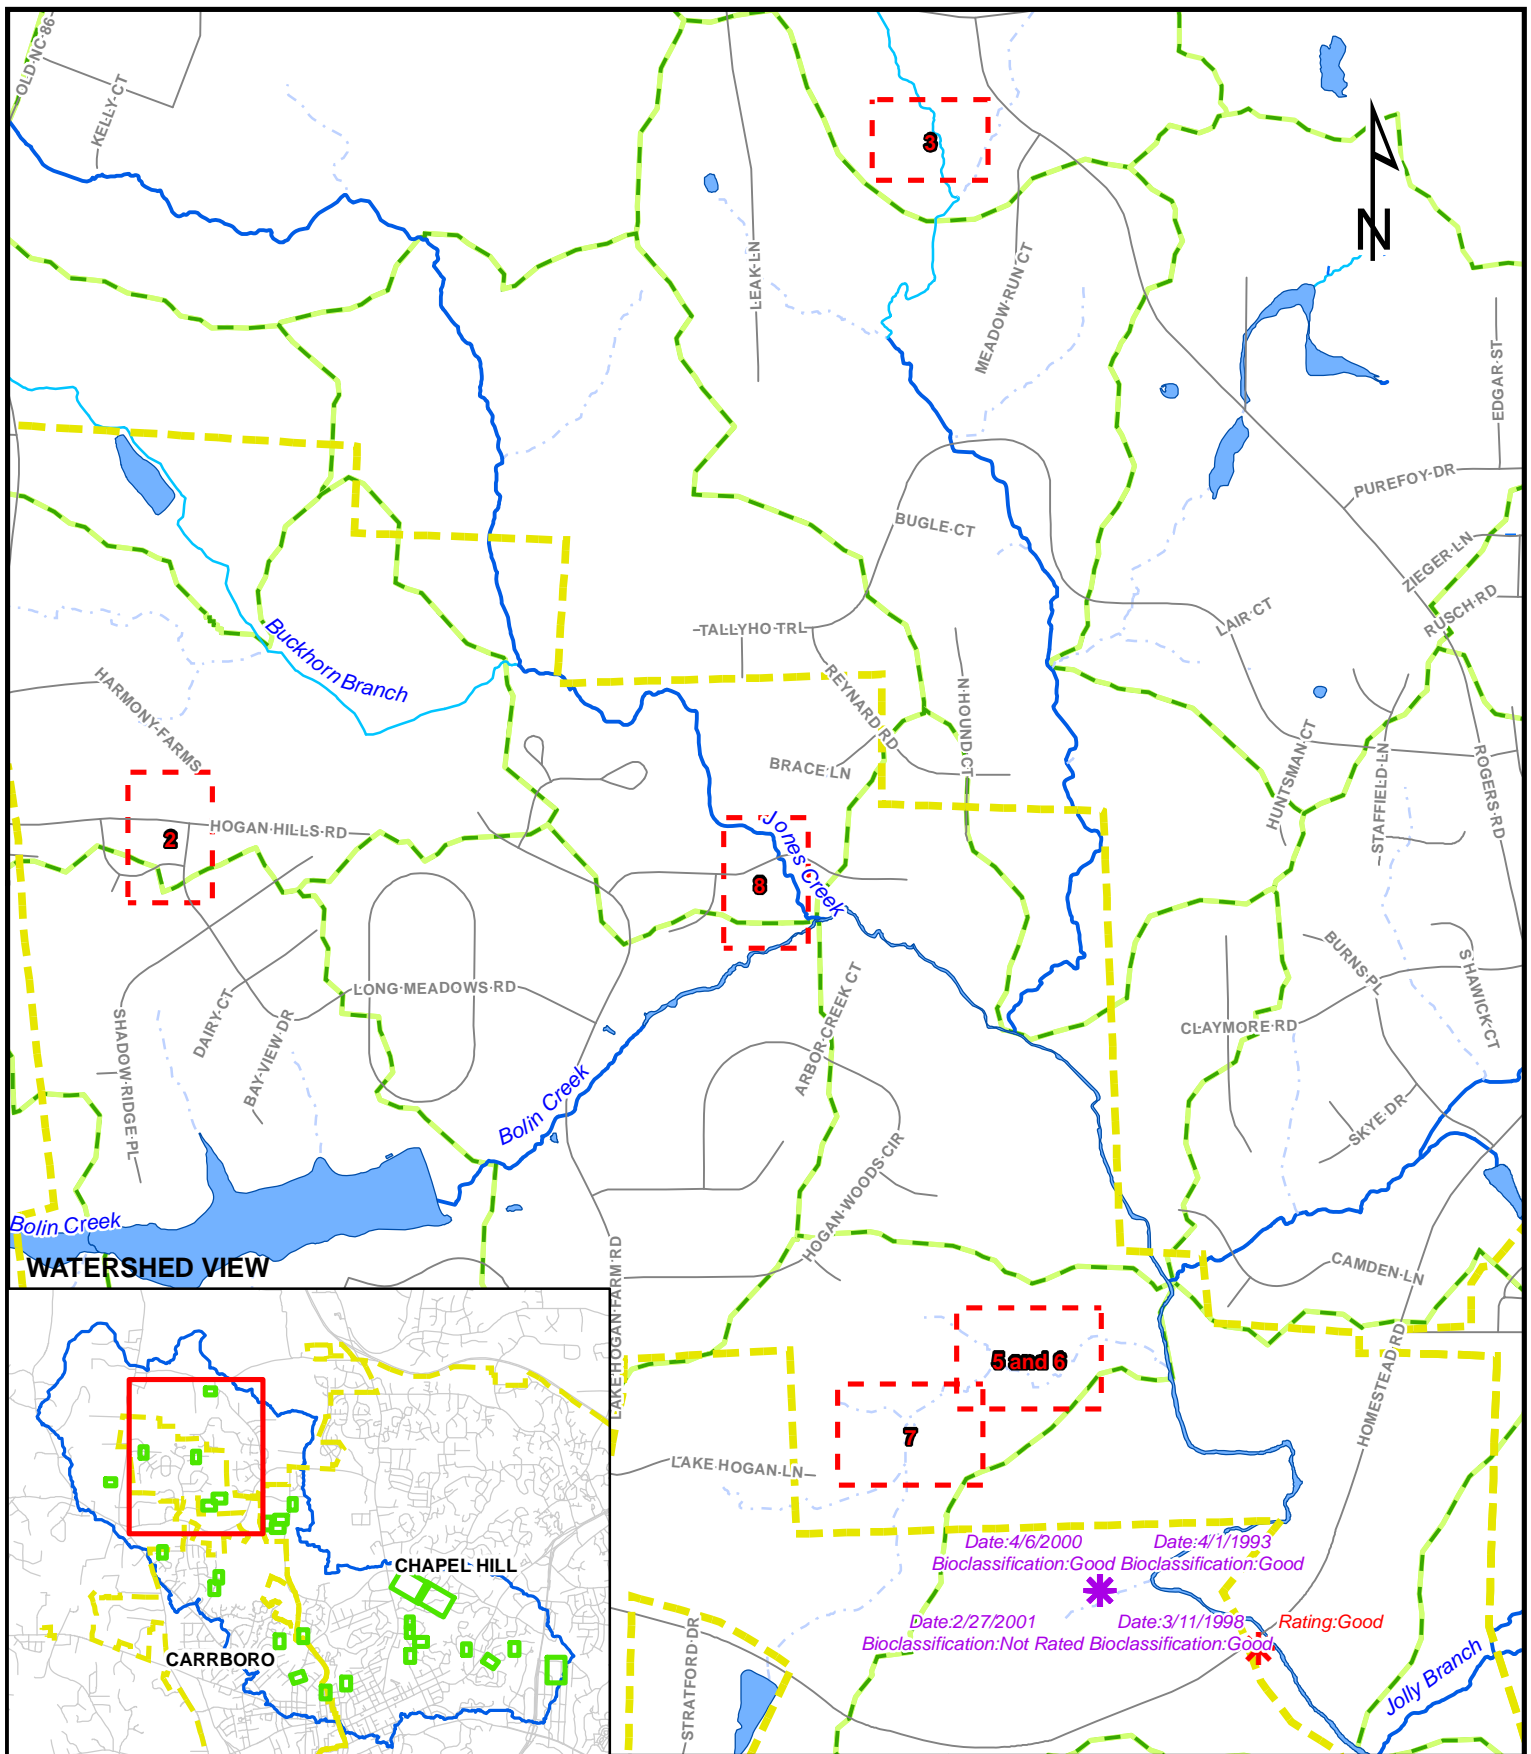 OLD NC 86
KELLY CT
3
N
LEAK LN
MEADOW RUN CT
EDGAR ST
PUREFOY DR
BUGLE CT
ZIEGER LN
RUSCH RD
LAIR CT
TALLYHO TRL
Buckhorn Branch
HARMONY FARMS
REYNARD RD
N HOUND CT
BRACE LN
HUNTSMAN CT
STAFFIELD LN
ROGERS RD
2
HOGAN HILLS RD
Jones Creek
8
BURNS PL
S HAWICK CT
LONG MEADOWS RD
CLAYMORE RD
SHADOW RIDGE PL
DAIRY CT
BAY VIEW DR
ARBOR CREEK CT
Bolin Creek
SKYE DR
HOGAN WOODS CIR
Bolin Creek
WATERSHED VIEW
CAMDEN LN
LAKE HOGAN FARM RD
5 and 6
HOMESTEAD RD
7
LAKE HOGAN LN
Date:4/6/2000
Bioclassification:Good
Date:4/1/1993
Bioclassification:Good
CHAPEL HILL
Date:2/27/2001
Bioclassification:Not Rated
Date:3/11/1998
Bioclassification:Good
Rating:Good
CARRBORO
STRATFORD DR
Jolly Branch